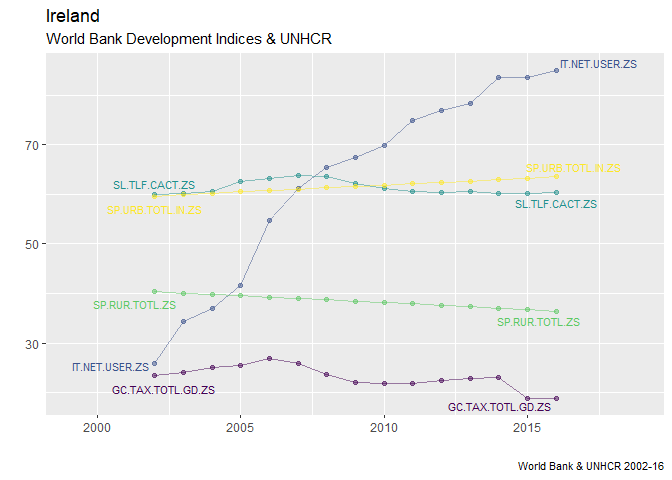 Ireland
World Bank Development Indices & UNHCR
IT.NET.USER.ZS
70
SP.URB.TOTL.IN.ZS
SL.TLF.CACT.ZS
SP.URB.TOTL.IN.ZS
SL.TLF.CACT.ZS
50
SP.RUR.TOTL.ZS
SP.RUR.TOTL.ZS
30
IT.NET.USER.ZS
GC.TAX.TOTL.GD.ZS
GC.TAX.TOTL.GD.ZS
2000 2005 2010 2015
World Bank & UNHCR 2002-16